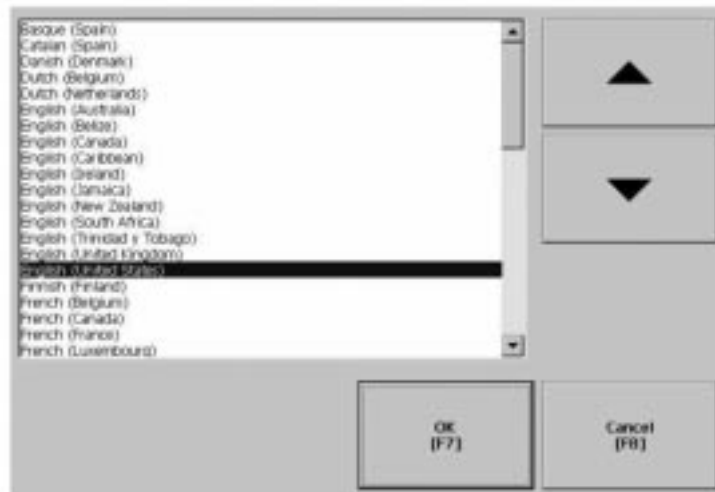 Basque (Spain)
Catalan (Spain)
Danish (Denmark)
Dutch (Belgium)
Dutch (Netherlands)
English (Australia)
English (Belize)
English (Canada)
English (Caribbean)
English (Ireland)
English (Jamaica)
English (New Zealand)
English (South Africa)
English (Trinidad y Tobago)
English (United Kingdom)
English (United States)
Finnish (Finland)
French (Belgium)
French (Canada)
French (France)
French (Luxembourg)
OK
[F7]
Cancel
[F8]